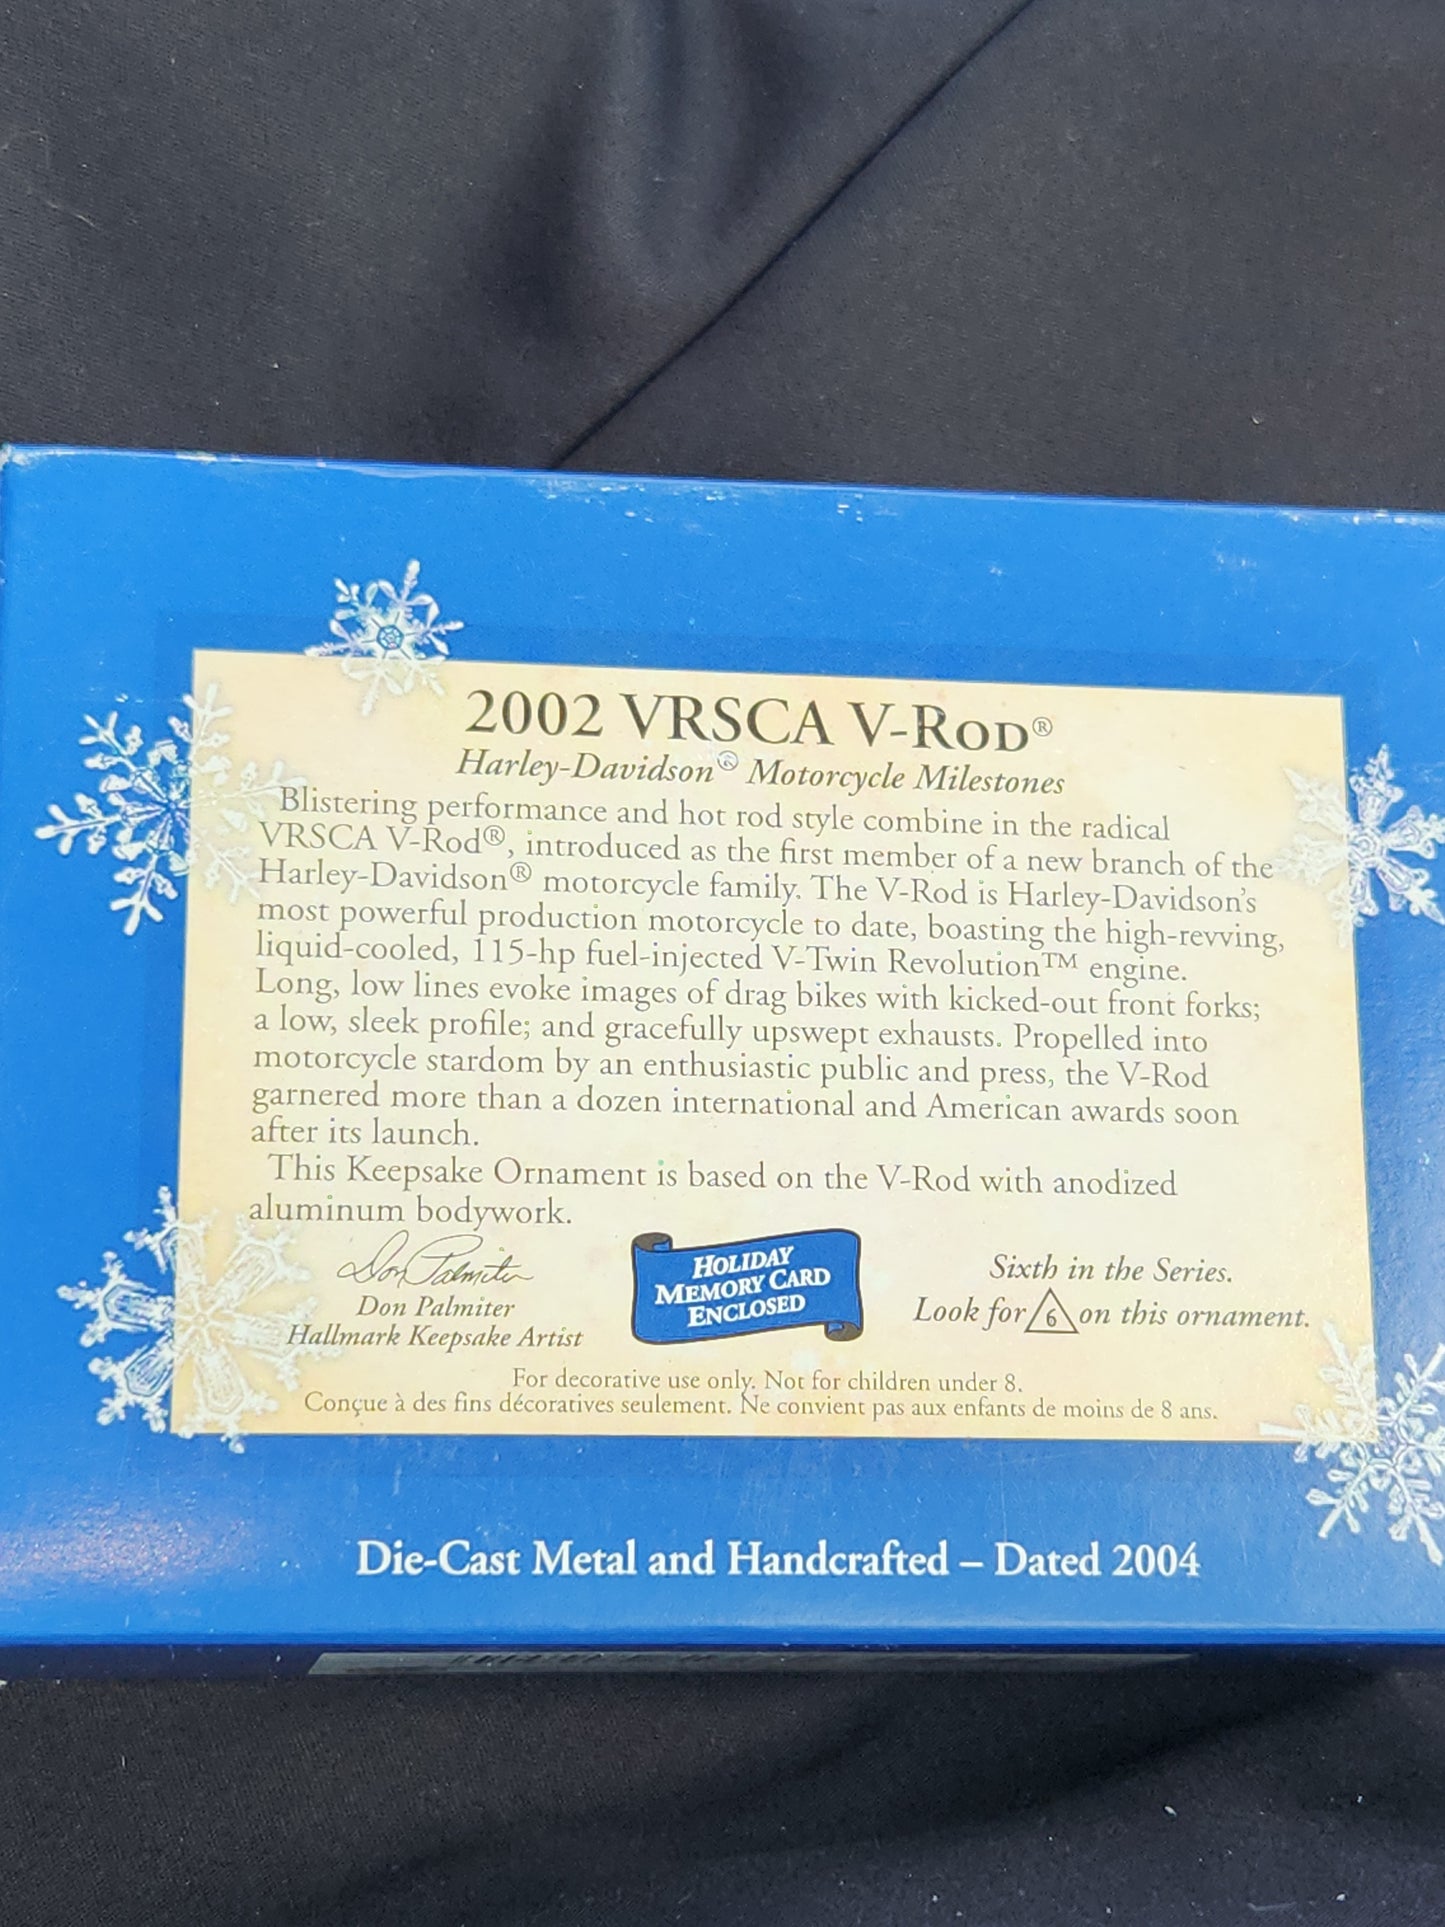 2002 VRSCA V-Rod®
Harley-Davidson® Motorcycle Milestones
Blistering performance and hot rod style combine in the radical
VRSCA V-Rod®, introduced as the first member of a new branch of the
Harley-Davidson® motorcycle family. The V-Rod is Harley-Davidson's
most powerful production motorcycle to date, boasting the high-revving,
liquid-cooled, 115-hp fuel-injected V-Twin Revolution™ engine.
Long, low lines evoke images of drag bikes with kicked-out front forks;
a low, sleek profile; and gracefully upswept exhausts. Propelled into
motorcycle stardom by an enthusiastic public and press, the V-Rod
garnered more than a dozen international and American awards soon
after its launch.
This Keepsake Ornament is based on the V-Rod with anodized
aluminum bodywork.
Don Palmiter
Don Palmiter
Hallmark Keepsake Artist
HOLIDAY
MEMORY CARD
ENCLOSED
Sixth in the Series.
Look for 6 on this ornament.
For decorative use only. Not for children under 8.
Conçue à des fins décoratives seulement. Ne convient pas aux enfants de moins de 8 ans.
Die-Cast Metal and Handcrafted – Dated 2004